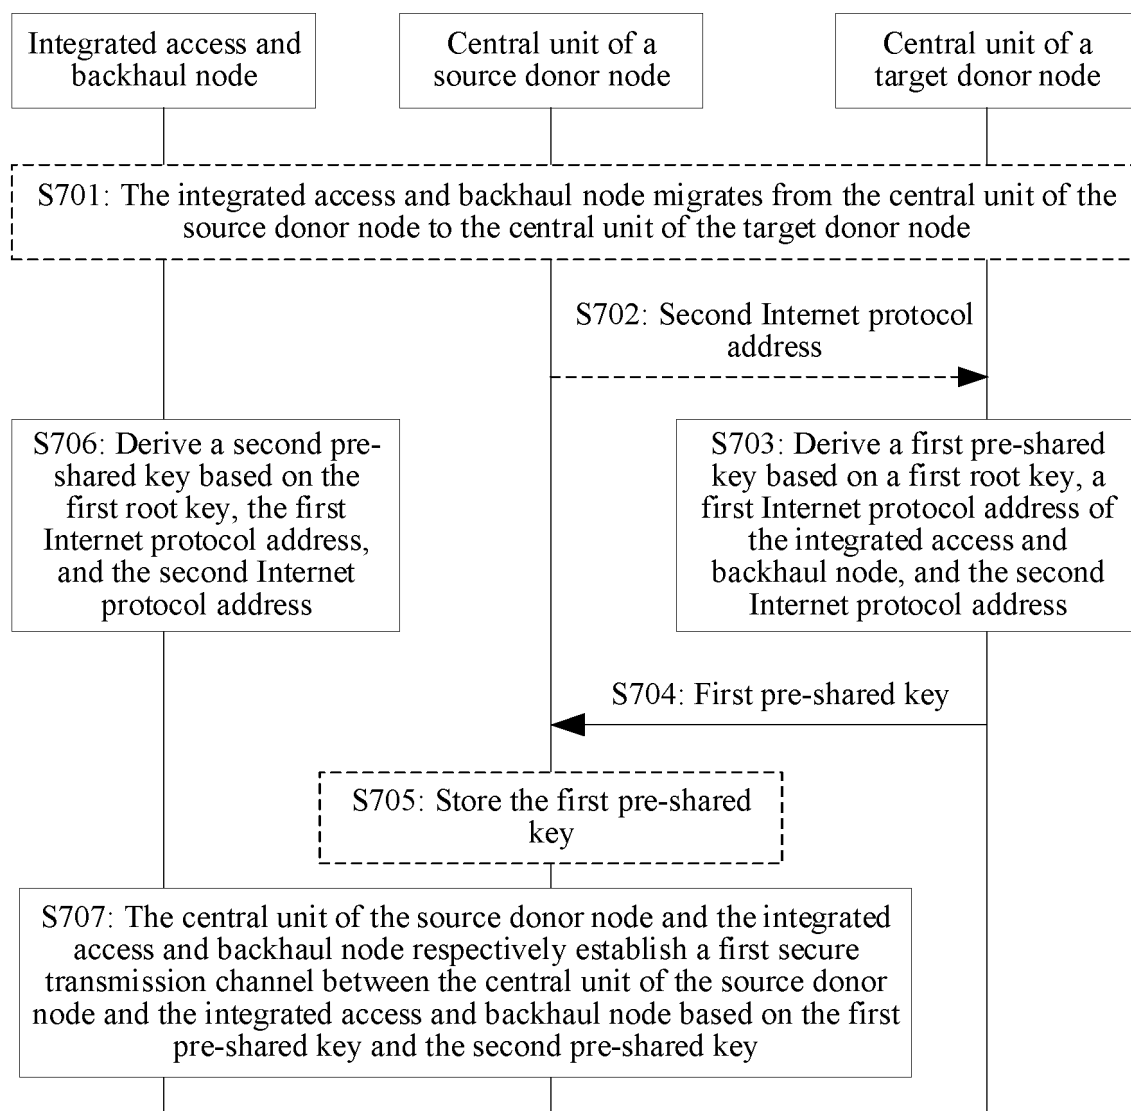 Integrated access and
backhaul node
Central unit of a
source donor node
Central unit of a
target donor node
S701: The integrated access and backhaul node migrates from the central unit of the
source donor node to the central unit of the target donor node
S702: Second Internet protocol
address
S706: Derive a second pre-
shared key based on the
first root key, the first
Internet protocol address,
and the second Internet
protocol address
S703: Derive a first pre-shared
key based on a first root key, a
first Internet protocol address of
the integrated access and
backhaul node, and the second
Internet protocol address
S704: First pre-shared key
S705: Store the first pre-shared
key
S707: The central unit of the source donor node and the integrated
access and backhaul node respectively establish a first secure
transmission channel between the central unit of the source donor
node and the integrated access and backhaul node based on the first
pre-shared key and the second pre-shared key